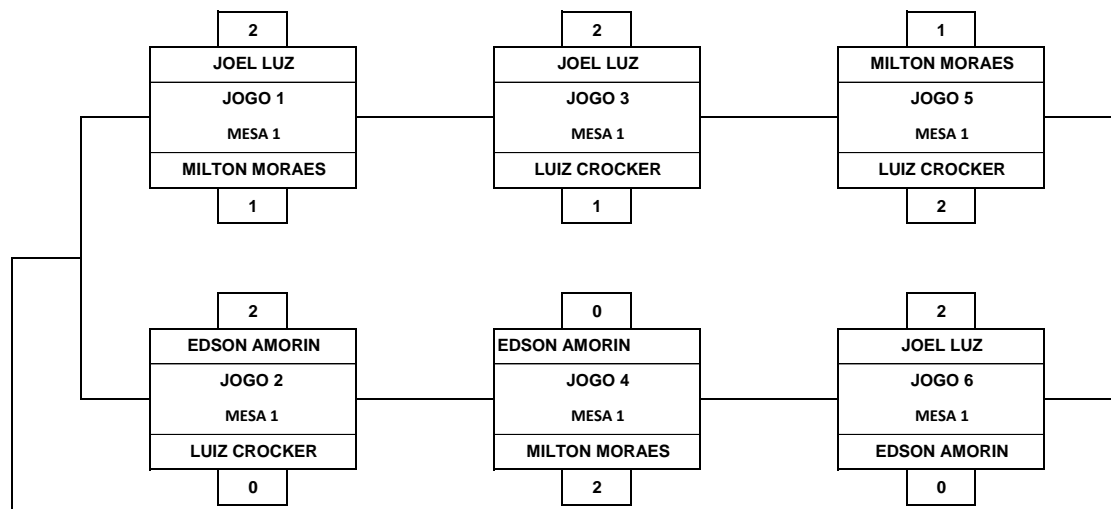 2
JOEL LUZ
JOGO 1
MESA 1
MILTON MORAES
1
2
JOEL LUZ
JOGO 3
MESA 1
LUIZ CROCKER
1
1
MILTON MORAES
JOGO 5
MESA 1
LUIZ CROCKER
2
2
EDSON AMORIN
JOGO 2
MESA 1
LUIZ CROCKER
0
0
EDSON AMORIN
JOGO 4
MESA 1
MILTON MORAES
2
2
JOEL LUZ
JOGO 6
MESA 1
EDSON AMORIN
0